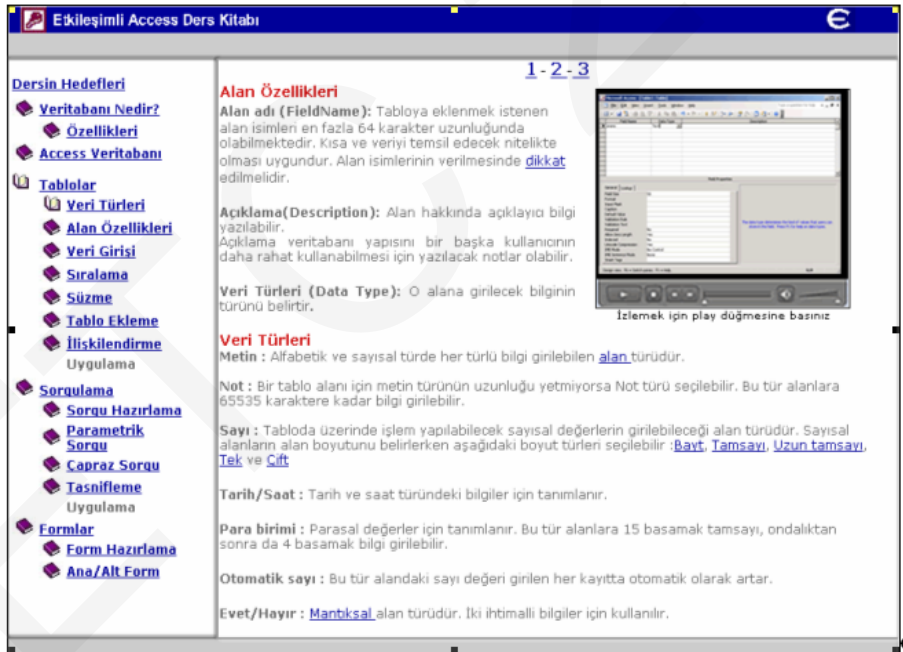 Etkileşimli Access Ders Kitabı
Dersin Hedefleri
Veritabanı Nedir?
Özellikleri
Access Veritabanı
Tablolar
Veri Türleri
Alan Özellikleri
Veri Girişi
Sıralama
Süzme
Tablo Ekleme
İlişkilendirme
Uygulama
Sorgulama
Sorgu Hazırlama
Parametrik
Sorgu
Çapraz Sorgu
Tasnifleme
Uygulama
Formlar
Form Hazırlama
Ana/Alt Form
1 - 2 - 3
Alan Özellikleri
Alan adı (FieldName): Tabloya eklenmek istenen
alan isimleri en fazla 64 karakter uzunluğunda
olabilmektedir. Kısa ve veriyi temsil edecek nitelikte
olması uygundur. Alan isimlerinin verilmesinde dikkat
edilmelidir.
Açıklama(Description): Alan hakkında açıklayıcı bilgi
yazılabilir.
Açıklama veritabanı yapısını bir başka kullanıcının
daha rahat kullanabilmesi için yazılacak notlar olabilir.
Veri Türleri (Data Type): O alana girilecek bilginin
türünü belirtir.
İzlemek için play düğmesine basınız
Veri Türleri
Metin : Alfabetik ve sayısal türde her türlü bilgi girilebilen alan türüdür.
Not : Bir tablo alanı için metin türünün uzunluğu yetmiyorsa Not türü seçilebilir. Bu tür alanlara
65535 karaktere kadar bilgi girilebilir.
Sayı : Tabloda üzerinde işlem yapılabilecek sayısal değerlerin girilebileceği alan türüdür. Sayısal
alanların alan boyutunu belirlerken aşağıdaki boyut türleri seçilebilir :Bayt, Tamsayı, Uzun tamsayı,
Tek ve Çift
Tarih/Saat : Tarih ve saat türündeki bilgiler için tanımlanır.
Para birimi : Parasal değerler için tanımlanır. Bu tür alanlara 15 basamak tamsayı, ondalıktan
sonra da 4 basamak bilgi girilebilir.
Otomatik sayı : Bu tür alandaki sayı değeri girilen her kayıtta otomatik olarak artar.
Evet/Hayır : Mantıksal alan türüdür. İki ihtimalli bilgiler için kullanılır.